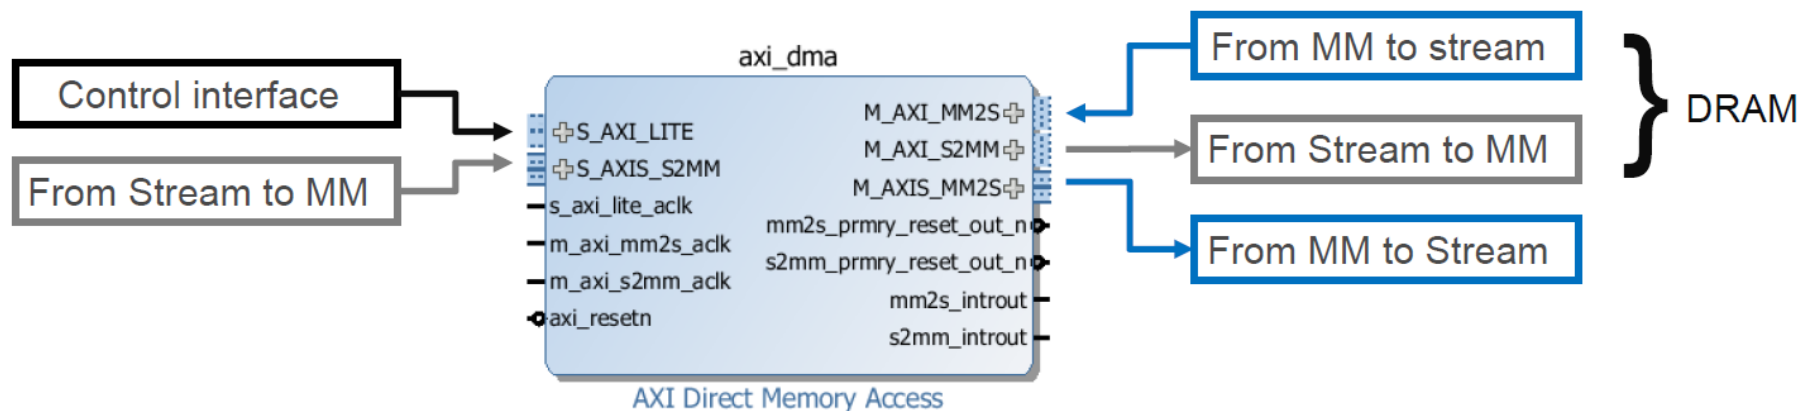 axi_dma
Control interface
From Stream to MM
S_AXI_LITE
S_AXIS_S2MM
s_axi_lite_aclk
m_axi_mm2s_aclk
m_axi_s2mm_aclk
axi_resetn
M_AXI_MM2S
M_AXI_S2MM
M_AXIS_MM2S
mm2s_prmry_reset_out_n
s2mm_prmry_reset_out_n
mm2s_introut
s2mm_introut
AXI Direct Memory Access
From MM to stream
From Stream to MM
From MM to Stream
DRAM